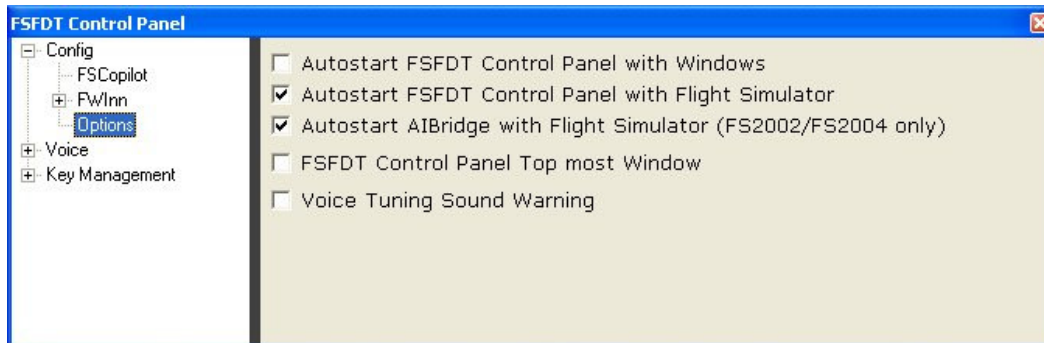 FSFDT Control Panel
Config
FSCopilot
FWInn
Options
Voice
Key Management
Autostart FSFDT Control Panel with Windows
Autostart FSFDT Control Panel with Flight Simulator
Autostart AIBridge with Flight Simulator (FS2002/FS2004 only)
FSFDT Control Panel Top most Window
Voice Tuning Sound Warning